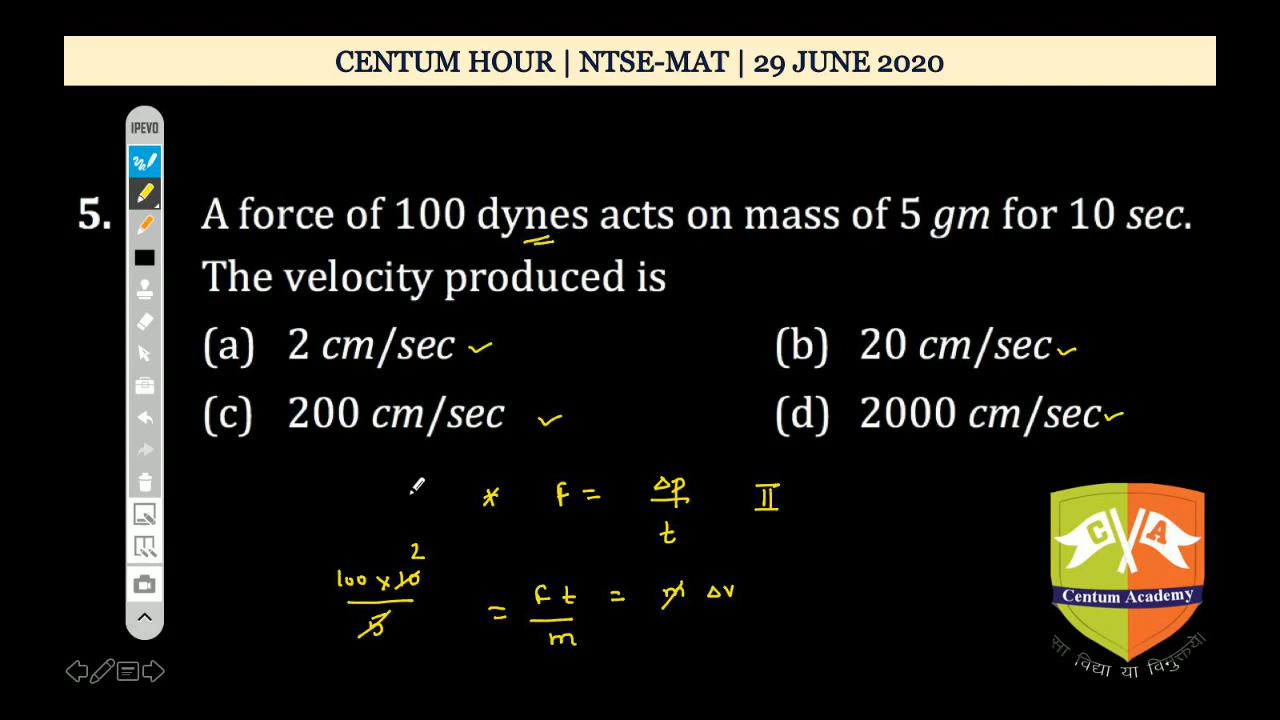 CENTUM HOUR | NTSE-MAT | 29 JUNE 2020
IPEVO
5. A force of 100 dynes acts on mass of 5 gm for 10 sec.
The velocity produced is
(a) 2 cm/sec ✓ (b) 20 cm/sec ✓
(c) 200 cm/sec ✓ (d) 2000 cm/sec ✓
* F = Δp/t II
100 × 10/5 2 = F t/m = m Δv
C A
Centum Academy
सा विद्या या विमुक्तये।